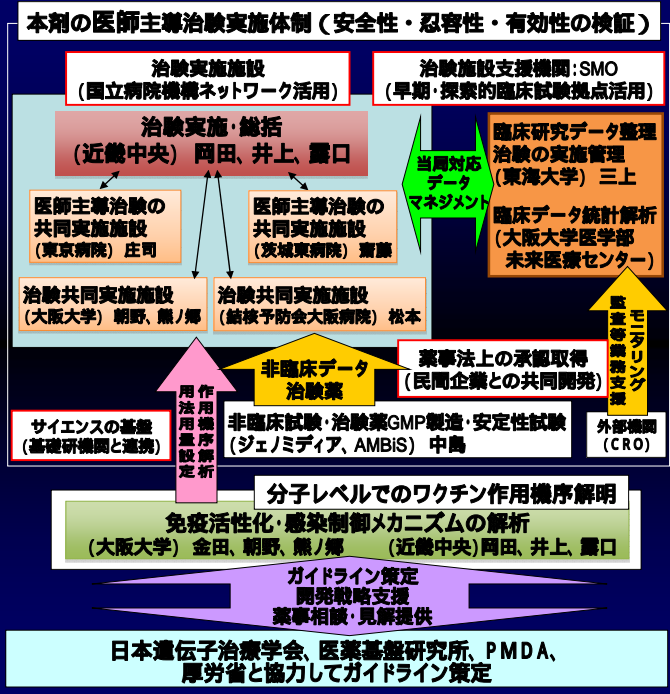 本剤の医師主導治験実施体制（安全性・忍容性・有効性の検証）
治験実施施設
(国立病院機構ネットワーク活用)
治験施設支援機関：SMO
(早期・探索的臨床試験拠点活用)
治験実施・総括
(近畿中央) 岡田、井上、露口
医師主導治験の
共同実施施設
(東京病院) 庄司
医師主導治験の
共同実施施設
(茨城東病院) 齋藤
治験共同実施施設
(大阪大学) 朝野、熊ノ郷
治験共同実施施設
(結核予防会大阪病院) 松本
当局対応
データ
マネジメント
臨床研究データ整理
治験の実施管理
(東海大学) 三上
臨床データ統計解析
(大阪大学医学部
未来医療センター)
モニタリング
監査等業務支援
外部機関
(CRO)
非臨床データ
治験薬
薬事法上の承認取得
(民間企業との共同開発)
作用機序解析
用法用量設定
サイエンスの基盤
(基礎研機関と連携)
非臨床試験・治験薬GMP製造・安定性試験
(ジェノミディア、AMBiS) 中島
分子レベルでのワクチン作用機序解明
免疫活性化・感染制御メカニズムの解析
(大阪大学) 金田、朝野、熊ノ郷 (近畿中央)岡田、井上、露口
ガイドライン策定
開発戦略支援
薬事相談・見解提供
日本遺伝子治療学会、医薬基盤研究所、PMDA、
厚労省と協力してガイドライン策定